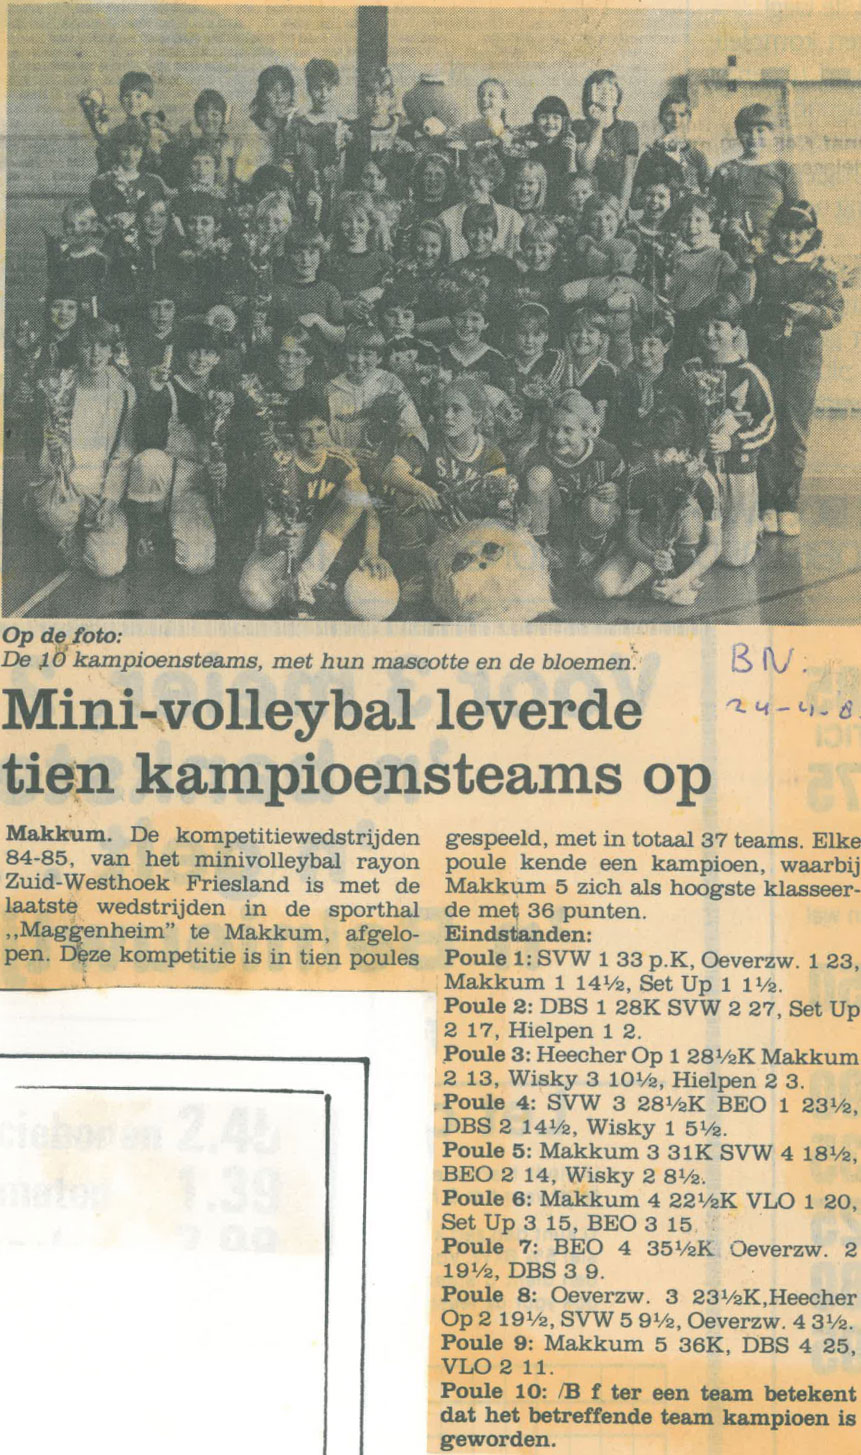 Op de foto:
De 10 kampioensteams, met hun mascotte en de bloemen.
BN.
24-4-8
Mini-volleybal leverde
tien kampioensteams op
Makkum. De kompetitiewedstrijden
84-85, van het minivolleybal rayon
Zuid-Westhoek Friesland is met de
laatste wedstrijden in de sporthal
,,Maggenheim” te Makkum, afgelo-
pen. Deze kompetitie is in tien poules
gespeeld, met in totaal 37 teams. Elke
poule kende een kampioen, waarbij
Makkum 5 zich als hoogste klasseer-
de met 36 punten.
Eindstanden:
Poule 1: SVW 1 33 p.K, Oeverzw. 1 23,
Makkum 1 14½, Set Up 1 1½.
Poule 2: DBS 1 28K SVW 2 27, Set Up
2 17, Hielpen 1 2.
Poule 3: Heecher Op 1 28½K Makkum
2 13, Wisky 3 10½, Hielpen 2 3.
Poule 4: SVW 3 28½K BEO 1 23½,
DBS 2 14½, Wisky 1 5½.
Poule 5: Makkum 3 31K SVW 4 18½,
BEO 2 14, Wisky 2 8½.
Poule 6: Makkum 4 22½K VLO 1 20,
Set Up 3 15, BEO 3 15.
Poule 7: BEO 4 35½K Oeverzw. 2
19½, DBS 3 9.
Poule 8: Oeverzw. 3 23½K,Heecher
Op 2 19½, SVW 5 9½, Oeverzw. 4 3½.
Poule 9: Makkum 5 36K, DBS 4 25,
VLO 2 11.
Poule 10: /B f ter een team betekent
dat het betreffende team kampioen is
geworden.